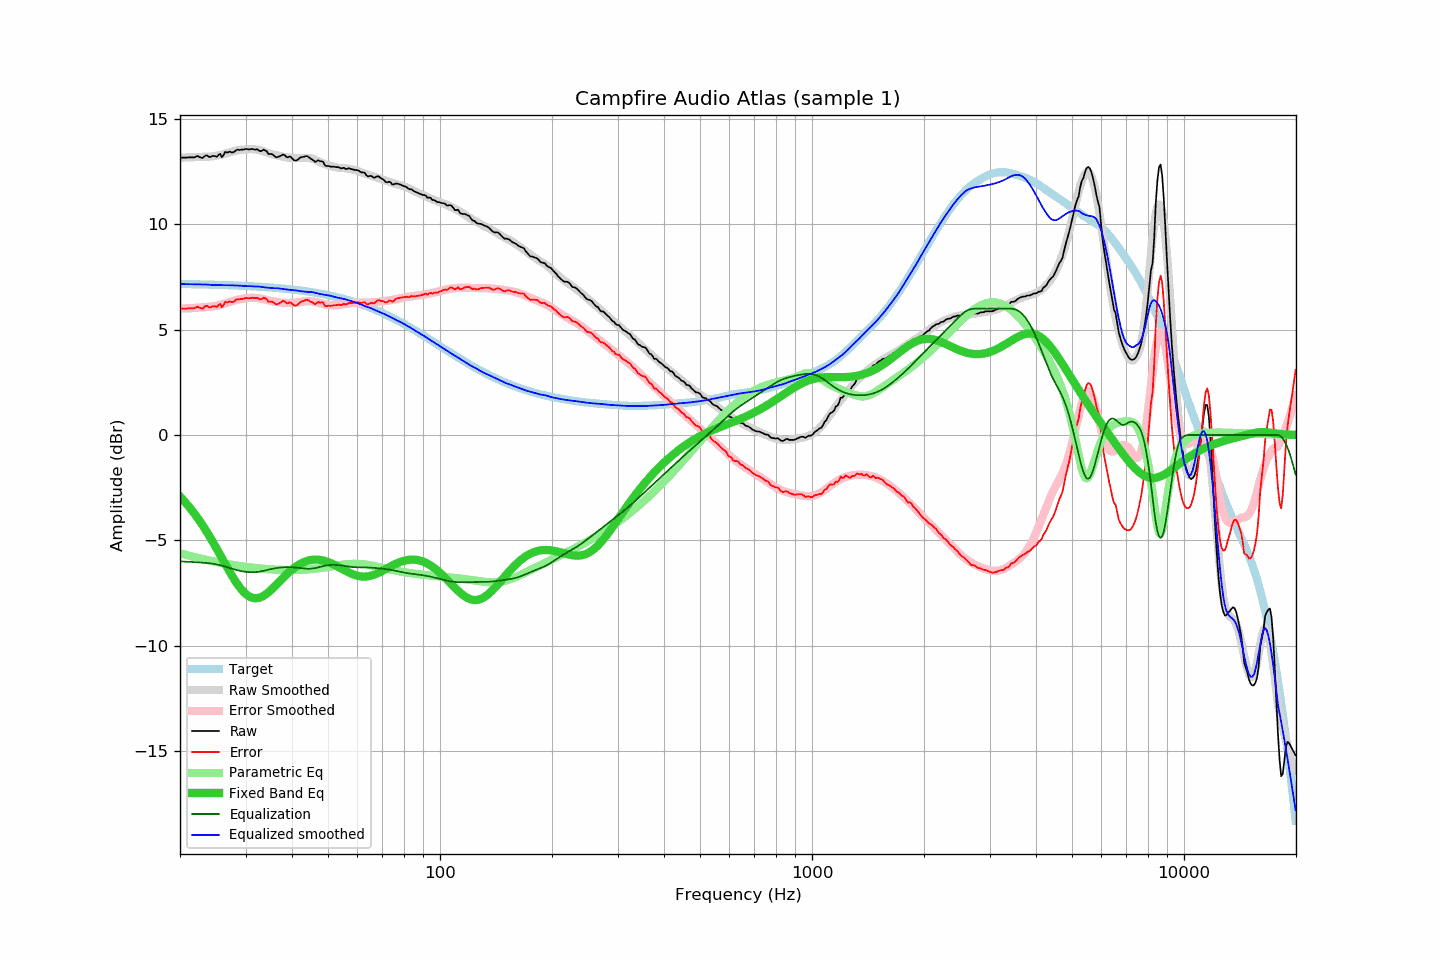 Campfire Audio Atlas (sample 1)
15
10
5
0
−5
−10
−15
Amplitude (dBr)
Target
Raw Smoothed
Error Smoothed
Raw
Error
Parametric Eq
Fixed Band Eq
Equalization
Equalized smoothed
100
1000
10000
Frequency (Hz)